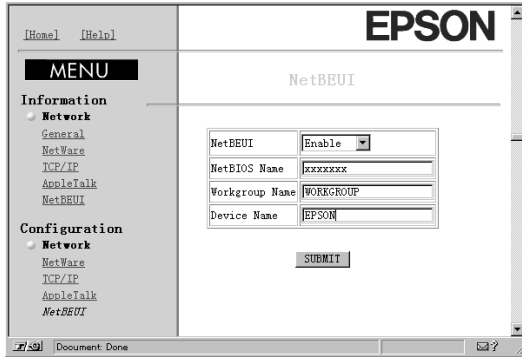 [Home] [Help]
EPSON
MENU
NetBEUI
Information
Network
General
NetWare
TCP/IP
AppleTalk
NetBEUI
Configuration
Network
NetWare
TCP/IP
AppleTalk
NetBEUI
NetBEUI Enable
NetBIOS Name xxxxxxx
Workgroup Name WORKGROUP
Device Name EPSON
SUBMIT
Document: Done
?